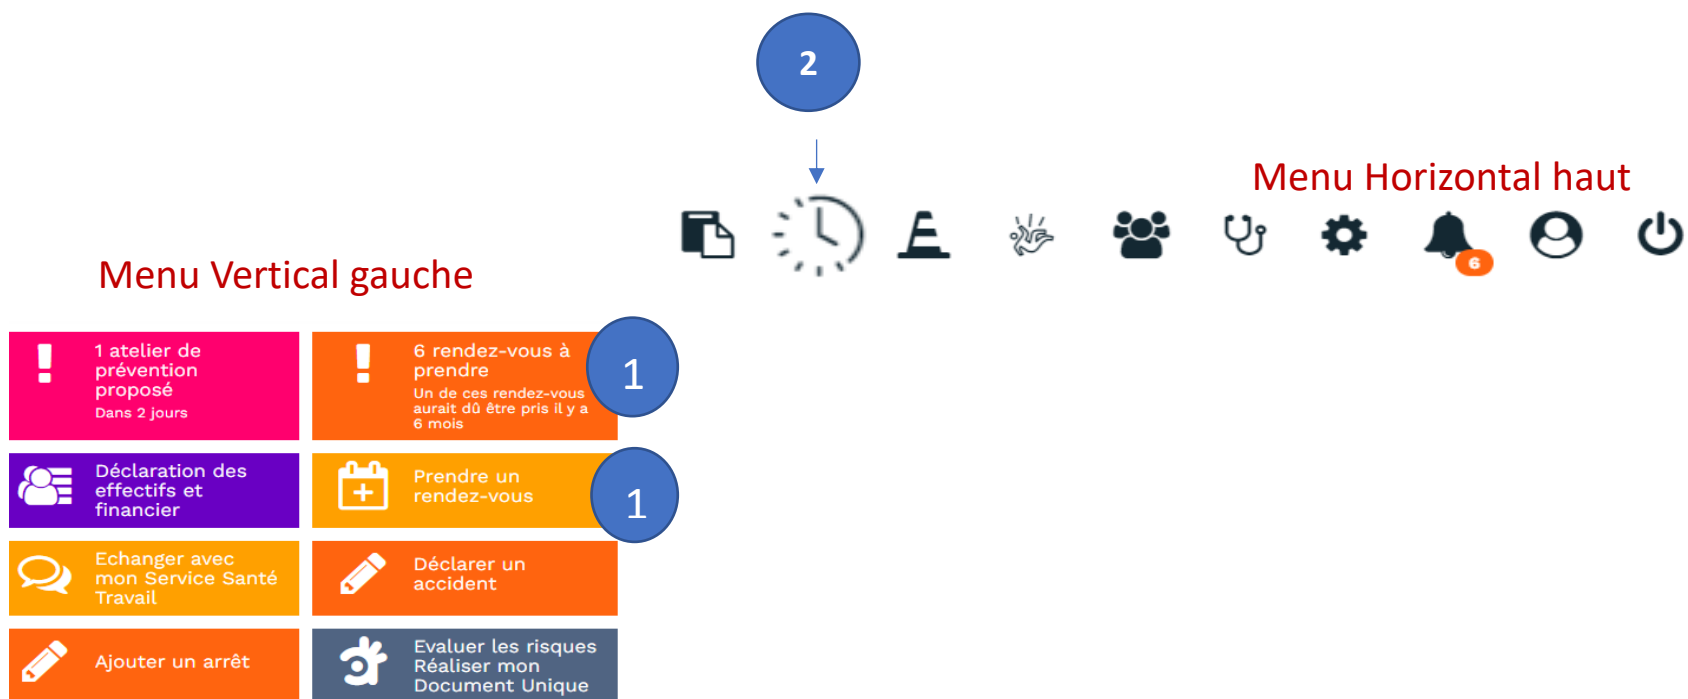 2
Menu Horizontal haut
6
Menu Vertical gauche
1 atelier de
prévention
proposé
Dans 2 jours
6 rendez-vous à
prendre
Un de ces rendez-vous
aurait dû être pris il y a
6 mois
1
Déclaration des
effectifs et
financier
Prendre un
rendez-vous
1
Echanger avec
mon Service Santé
Travail
Déclarer un
accident
Ajouter un arrêt
Evaluer les risques
Réaliser mon
Document Unique